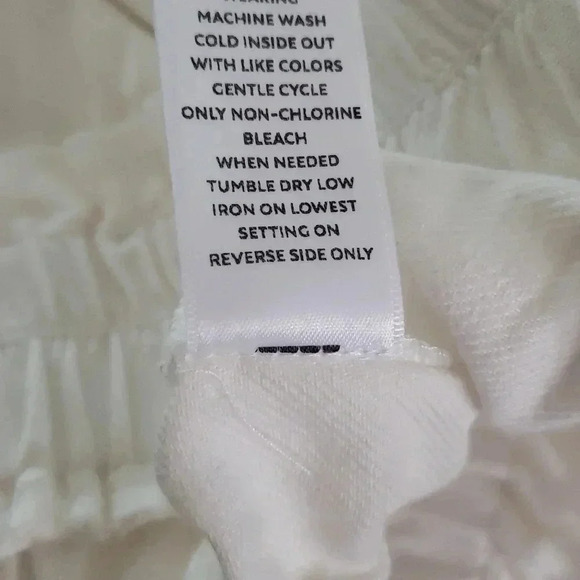 WEARING
MACHINE WASH
COLD INSIDE OUT
WITH LIKE COLORS
GENTLE CYCLE
ONLY NON-CHLORINE
BLEACH
WHEN NEEDED
TUMBLE DRY LOW
IRON ON LOWEST
SETTING ON
REVERSE SIDE ONLY